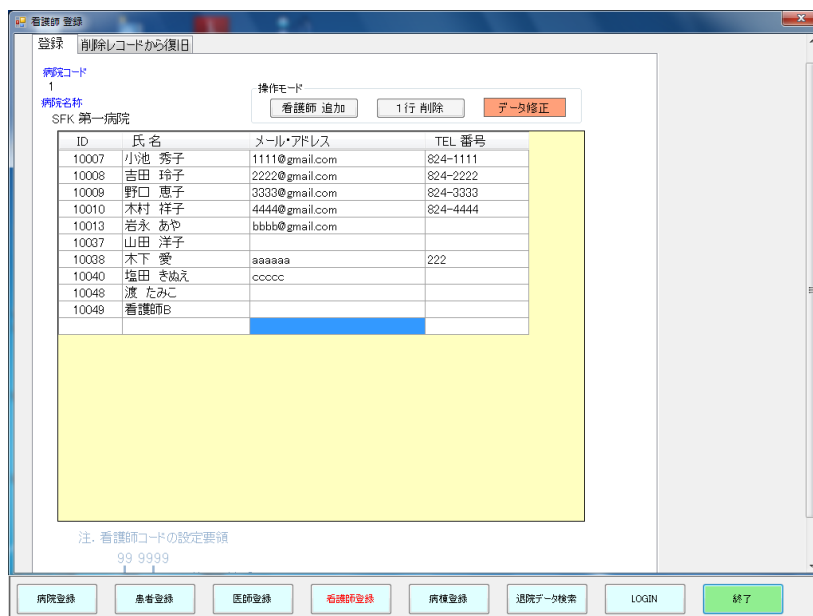 看護師 登録
登録 削除レコードから復旧
病院コード
1
病院名称
SFK 第一病院
操作モード
看護師 追加 1行 削除 データ修正
ID 氏 名 メール・アドレス TEL 番号
10007 小池 秀子 1111@gmail.com 824-1111
10008 吉田 玲子 2222@gmail.com 824-2222
10009 野口 恵子 3333@gmail.com 824-3333
10010 木村 祥子 4444@gmail.com 824-4444
10013 岩永 あや bbbb@gmail.com
10037 山田 洋子
10038 木下 愛 aaaaaa 222
10040 塩田 きぬえ ccccc
10048 渡 たみこ
10049 看護師B
注. 看護師コードの設定要領
99 9999
病院登録 患者登録 医師登録 看護師登録 病棟登録 退院データ検索 LOGIN 終了